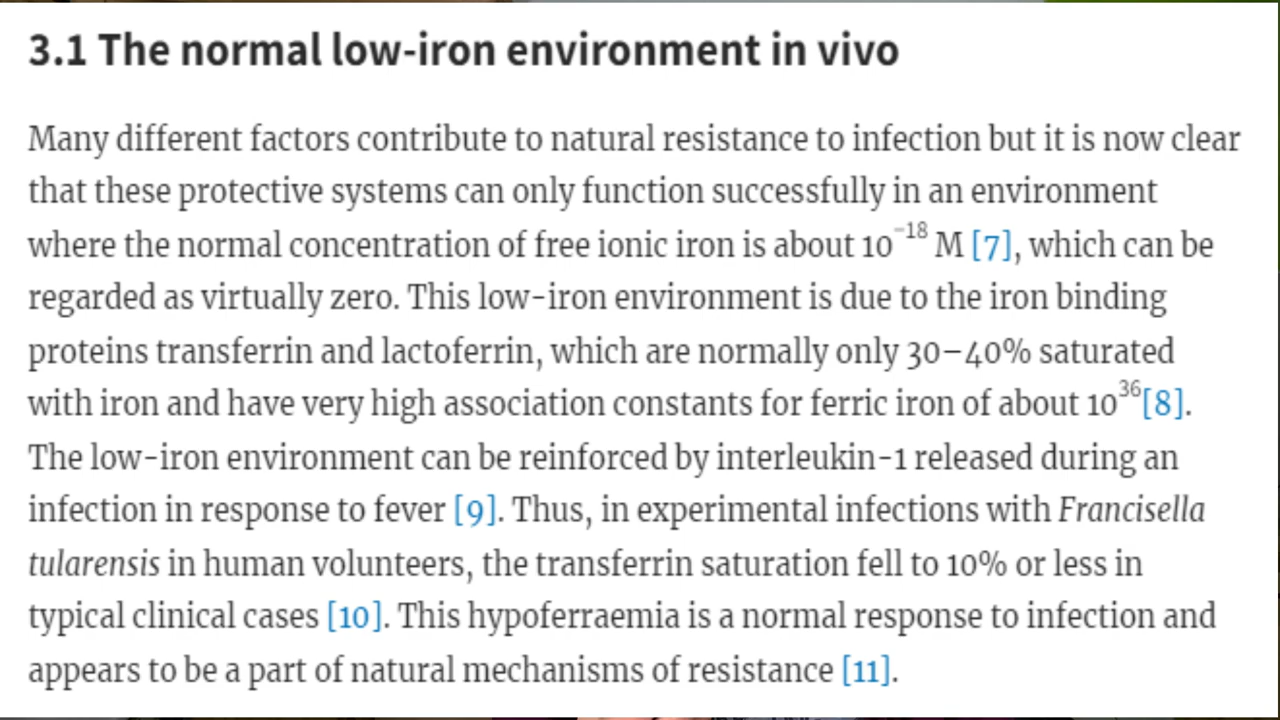 3.1 The normal low-iron environment in vivo
Many different factors contribute to natural resistance to infection but it is now clear
that these protective systems can only function successfully in an environment
where the normal concentration of free ionic iron is about 10⁻¹⁸ M [7], which can be
regarded as virtually zero. This low-iron environment is due to the iron binding
proteins transferrin and lactoferrin, which are normally only 30–40% saturated
with iron and have very high association constants for ferric iron of about 10³⁶[8].
The low-iron environment can be reinforced by interleukin-1 released during an
infection in response to fever [9]. Thus, in experimental infections with Francisella
tularensis in human volunteers, the transferrin saturation fell to 10% or less in
typical clinical cases [10]. This hypoferraemia is a normal response to infection and
appears to be a part of natural mechanisms of resistance [11].